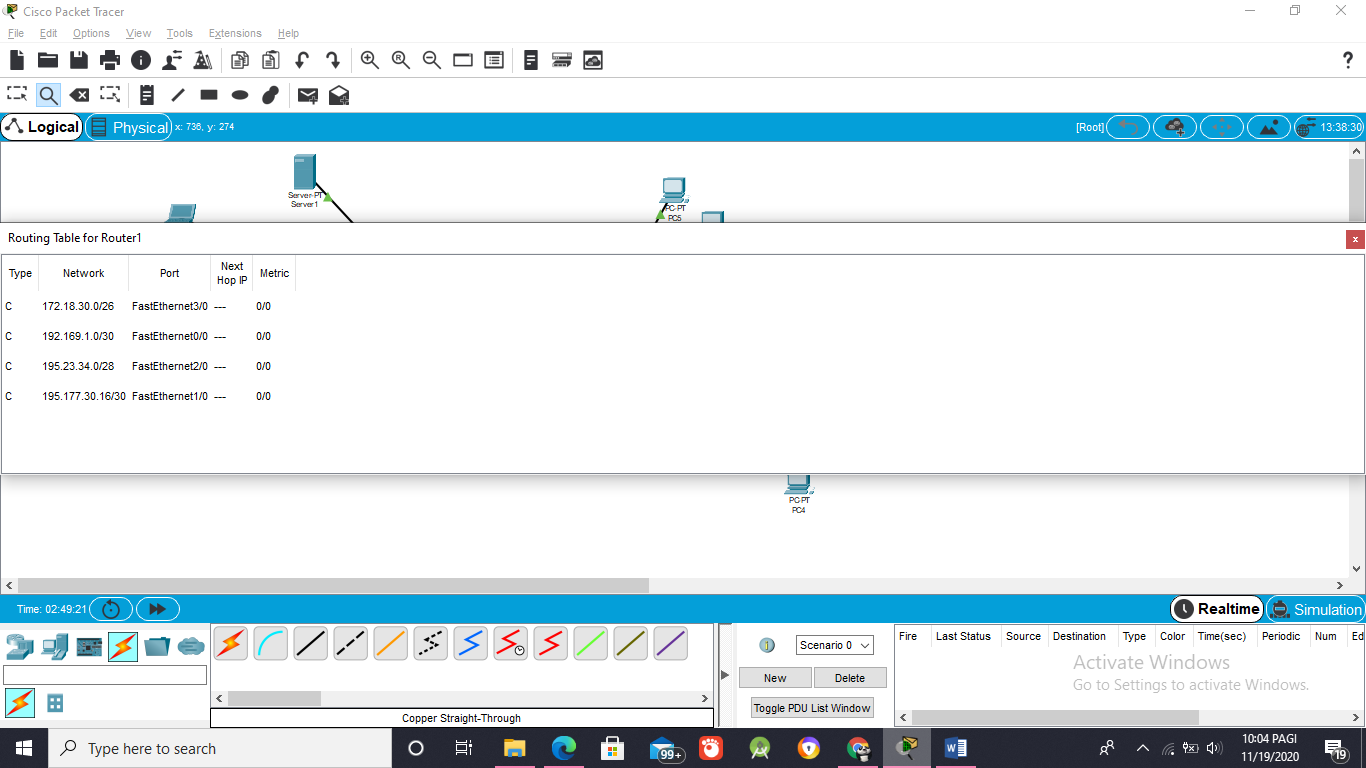 Cisco Packet Tracer
File Edit Options View Tools Extensions Help
Logical Physical x: 736, y: 274 [Root] 13:38:30
Server-PT
Server1
PC-PT
PC5
Routing Table for Router1
x
Type Network Port Next Hop IP Metric
C 172.18.30.0/26 FastEthernet3/0 --- 0/0
C 192.169.1.0/30 FastEthernet0/0 --- 0/0
C 195.23.34.0/28 FastEthernet2/0 --- 0/0
C 195.177.30.16/30 FastEthernet1/0 --- 0/0
PC-PT
PC4
Time: 02:49:21 Realtime Simulation
Scenario 0
New Delete
Toggle PDU List Window
Fire Last Status Source Destination Type Color Time(sec) Periodic Num Ed
Activate Windows
Go to Settings to activate Windows.
Copper Straight-Through
Type here to search
99+
10:04 PAGI
11/19/2020
19